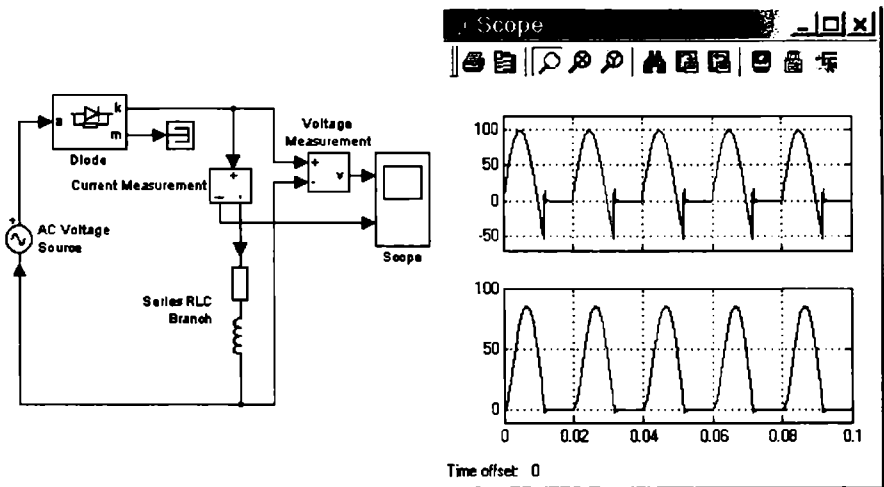 Scope
k
a
m
Diode
Voltage
Measurement
+
-
v
Current Measurement
+
-
i
Scope
+
AC Voltage
Source
Series RLC
Branch
100
50
0
-50
100
50
0
0
0.02
0.04
0.06
0.08
0.1
Time offset: 0